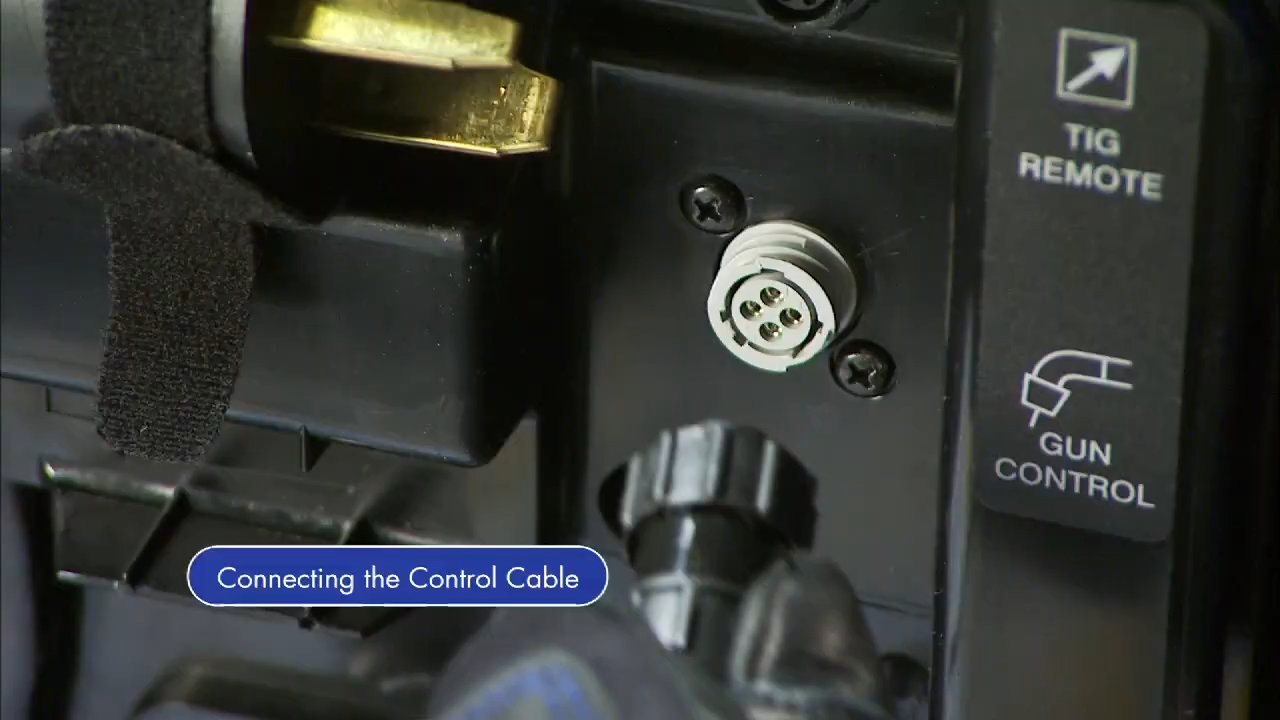 TIG
REMOTE
GUN
CONTROL
Connecting the Control Cable